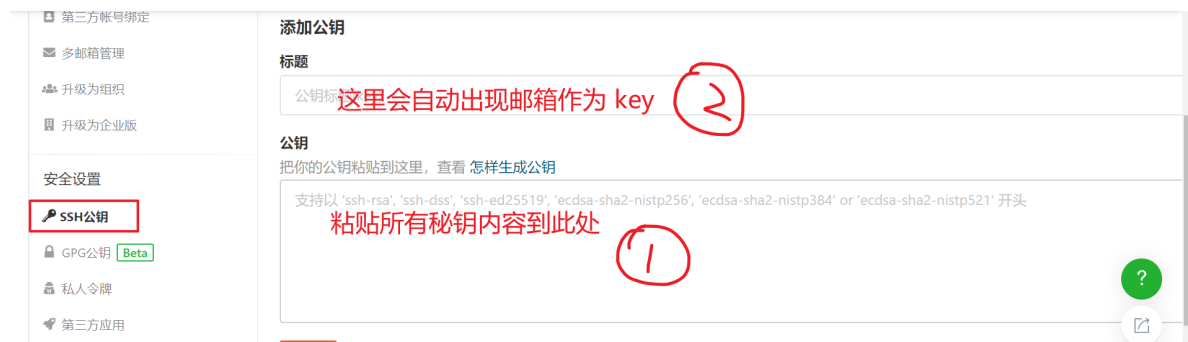 第三方帐号绑定
多邮箱管理
升级为组织
升级为企业版
安全设置
SSH公钥
GPG公钥 Beta
私人令牌
第三方应用
添加公钥
标题
公钥标
这里会自动出现邮箱作为 key
2
公钥
把你的公钥粘贴到这里，查看 怎样生成公钥
支持以 'ssh-rsa', 'ssh-dss', 'ssh-ed25519', 'ecdsa-sha2-nistp256', 'ecdsa-sha2-nistp384' or 'ecdsa-sha2-nistp521' 开头
粘贴所有秘钥内容到此处
1
?